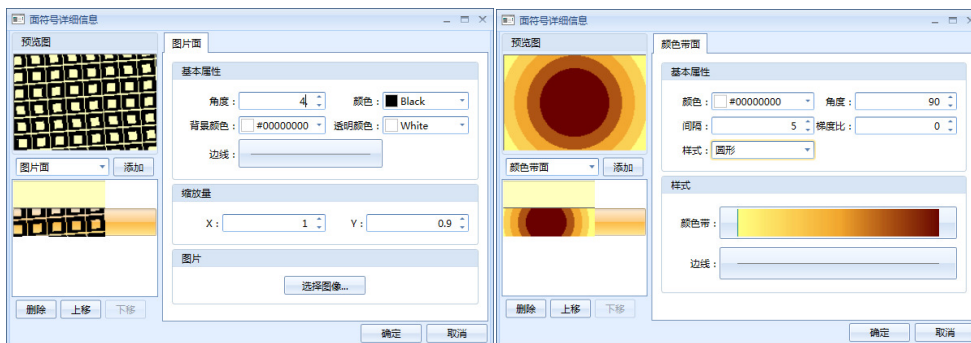 面符号详细信息
预览图
图片面
添加
删除
上移
下移
图片面
基本属性
角度： 4 颜色： Black
背景颜色： #00000000 透明颜色： White
边线：
缩放量
X： 1 Y： 0.9
图片
选择图像...
确定
取消
面符号详细信息
预览图
颜色带面
添加
删除
上移
下移
颜色带面
基本属性
颜色： #00000000 角度： 90
间隔： 5 梯度比： 0
样式： 圆形
样式
颜色带：
边线：
确定
取消